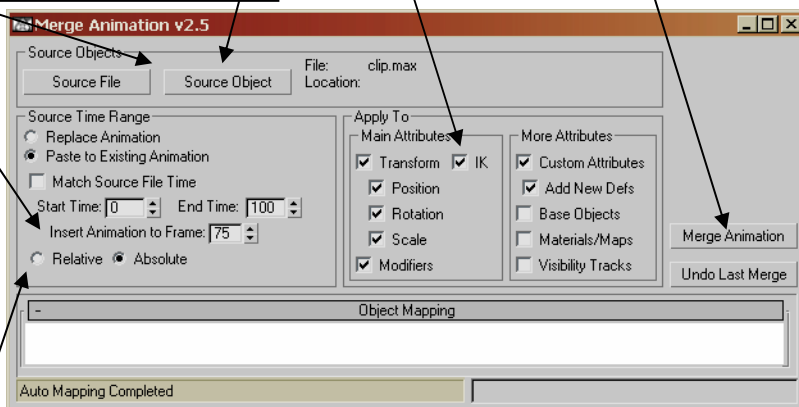 Merge Animation v2.5
Source Objects
Source File
Source Object
File: clip.max
Location:
Source Time Range
Replace Animation
Paste to Existing Animation
Match Source File Time
Start Time: 0 End Time: 100
Insert Animation to Frame: 75
Relative Absolute
Apply To
Main Attributes
Transform IK
Position
Rotation
Scale
Modifiers
More Attributes
Custom Attributes
Add New Defs
Base Objects
Materials/Maps
Visibility Tracks
Merge Animation
Undo Last Merge
- Object Mapping
Auto Mapping Completed